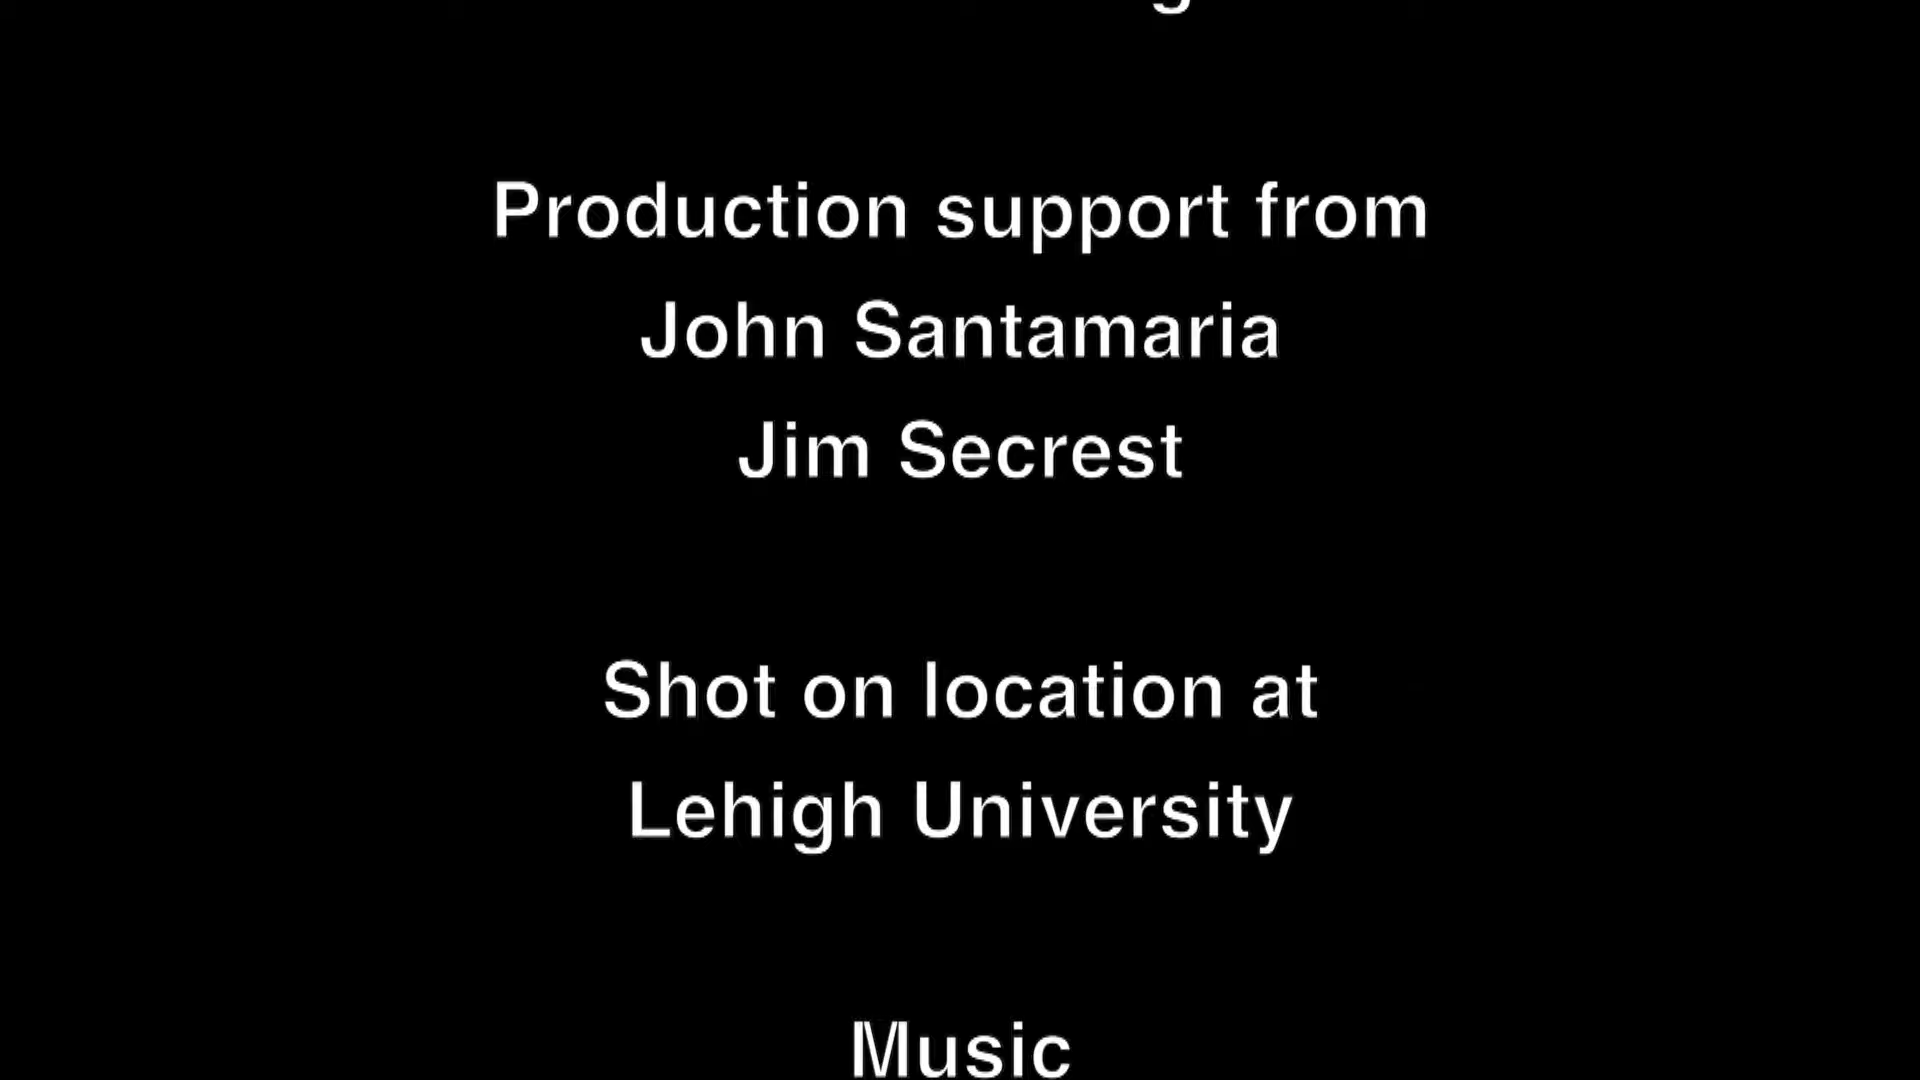 Production support from
John Santamaria
Jim Secrest
Shot on location at
Lehigh University
Music